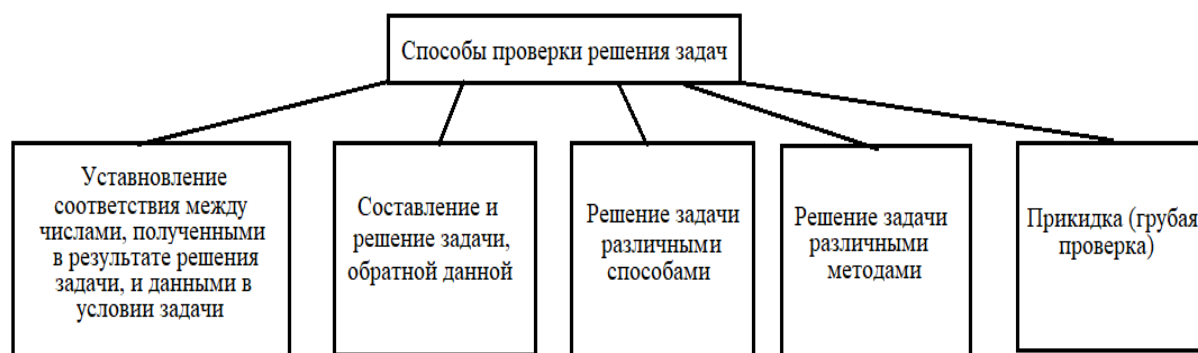 Способы проверки решения задач
Уставновление
соответствия между
числами, полученными
в результате решения
задачи, и данными в
условии задачи
Составление и
решение задачи,
обратной данной
Решение задачи
различными
способами
Решение задачи
различными
методами
Прикидка (грубая
проверка)